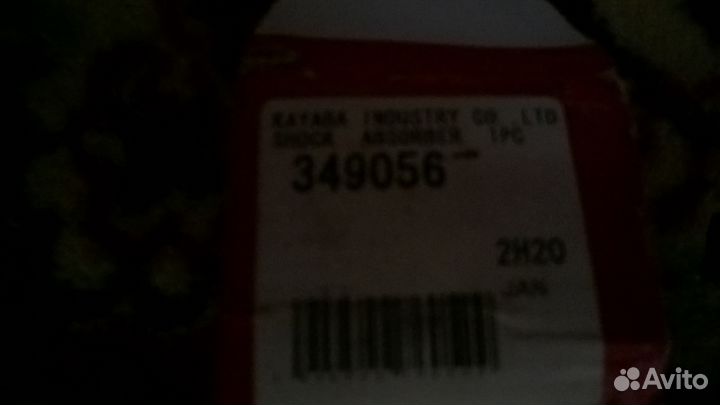 KAYABA INDUSTRY CO.,LTD
SHOCK ABSORBER 1PC
349056
2H20
JAN
Avito